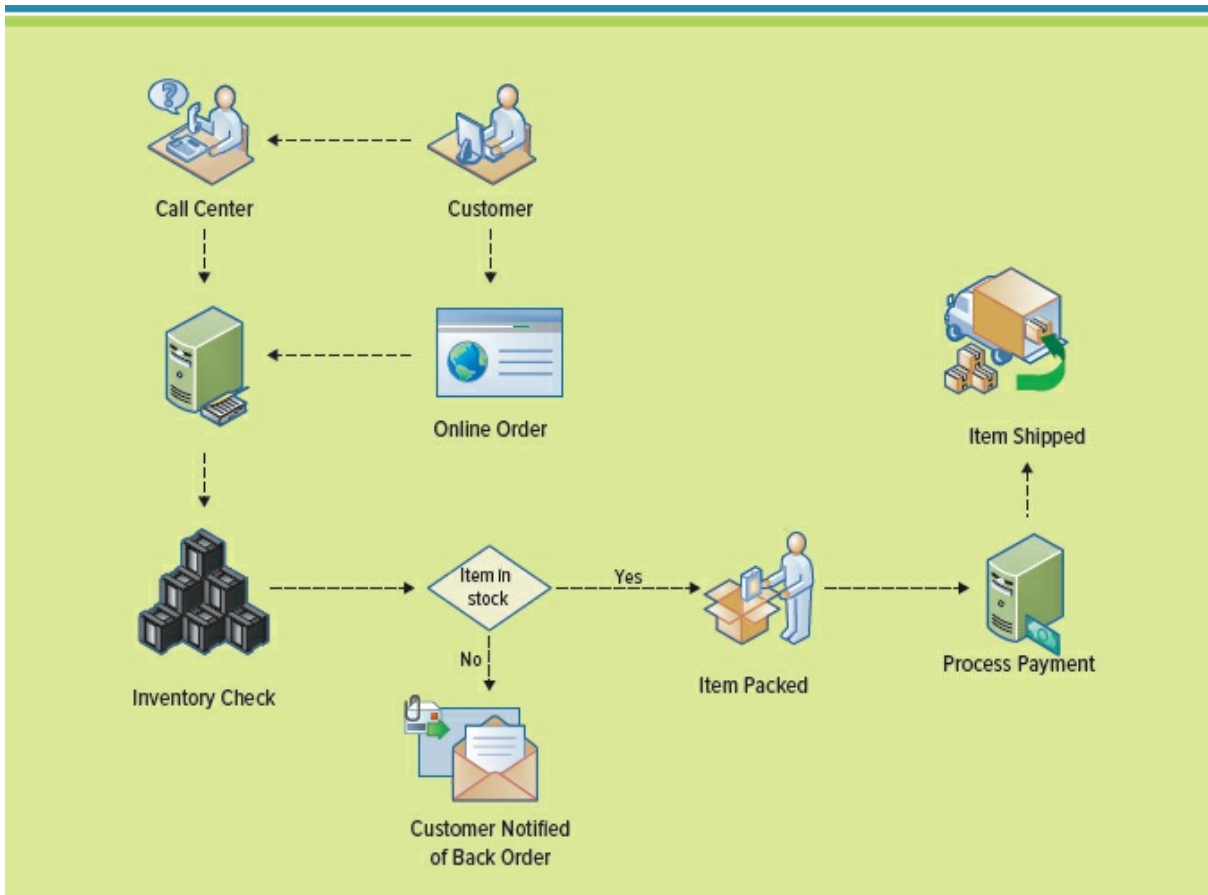 ?
Call Center
Customer
Online Order
Item Shipped
Item in
stock
Yes
No
Inventory Check
Item Packed
Process Payment
Customer Notified
of Back Order